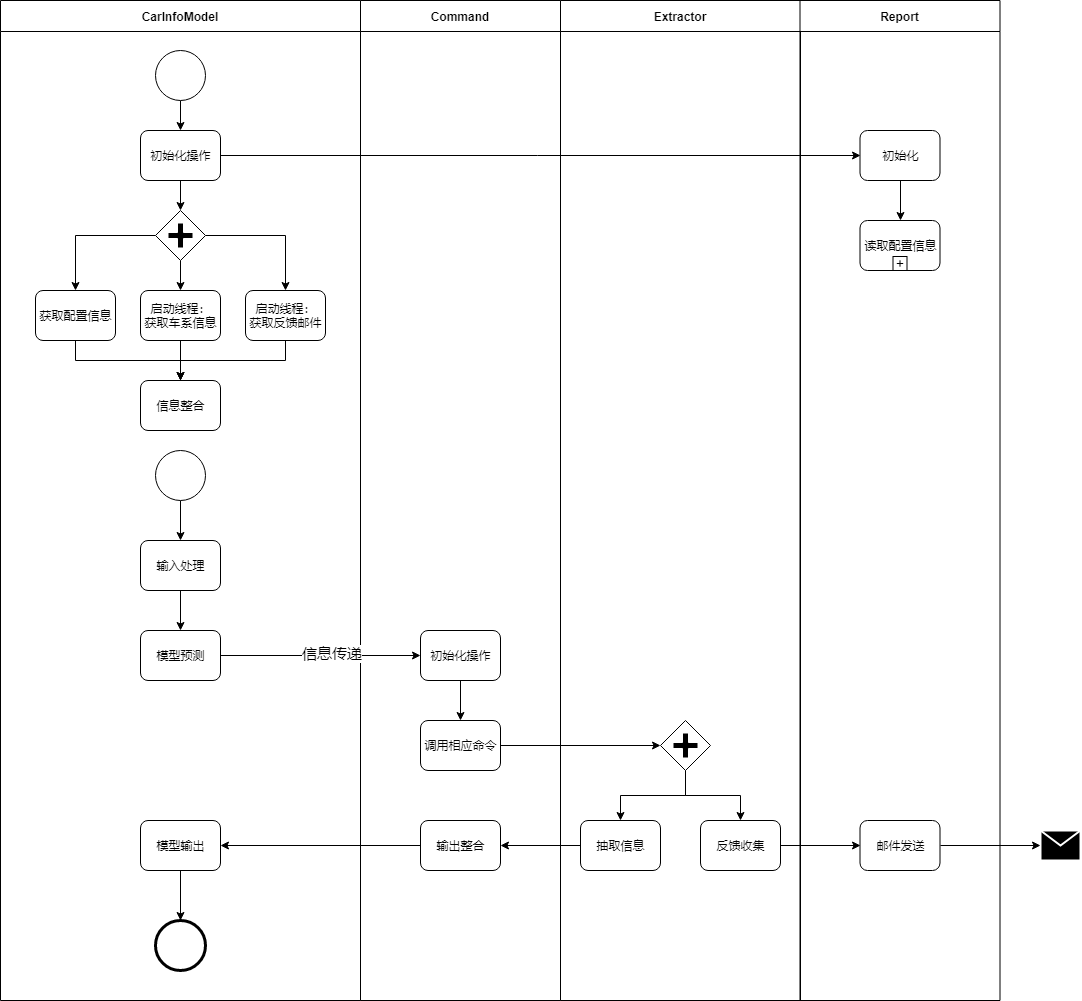 CarInfoModel
Command
Extractor
Report
初始化操作
初始化
读取配置信息
获取配置信息
启动线程：
获取车系信息
启动线程：
获取反馈邮件
信息整合
输入处理
模型预测
信息传递
初始化操作
调用相应命令
模型输出
输出整合
抽取信息
反馈收集
邮件发送